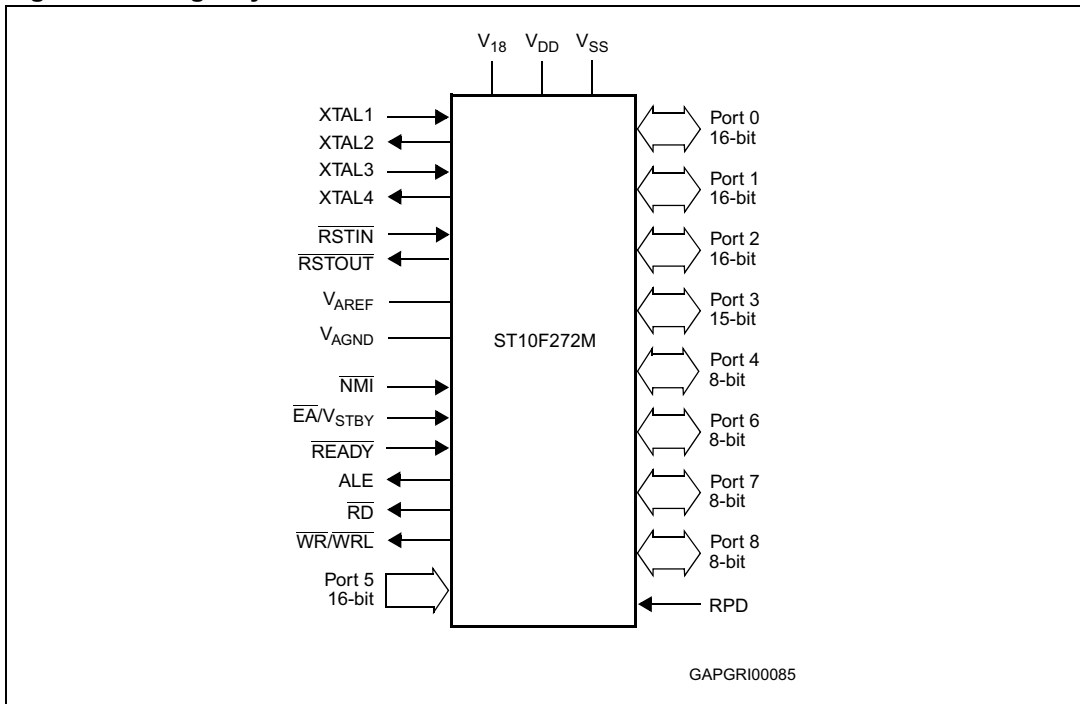 V18 VDD VSS
XTAL1
XTAL2
XTAL3
XTAL4
RSTIN
RSTOUT
VAREF
VAGND
NMI
EA/VSTBY
READY
ALE
RD
WR/WRL
Port 5
16-bit
ST10F272M
Port 0
16-bit
Port 1
16-bit
Port 2
16-bit
Port 3
15-bit
Port 4
8-bit
Port 6
8-bit
Port 7
8-bit
Port 8
8-bit
RPD
GAPGRI00085